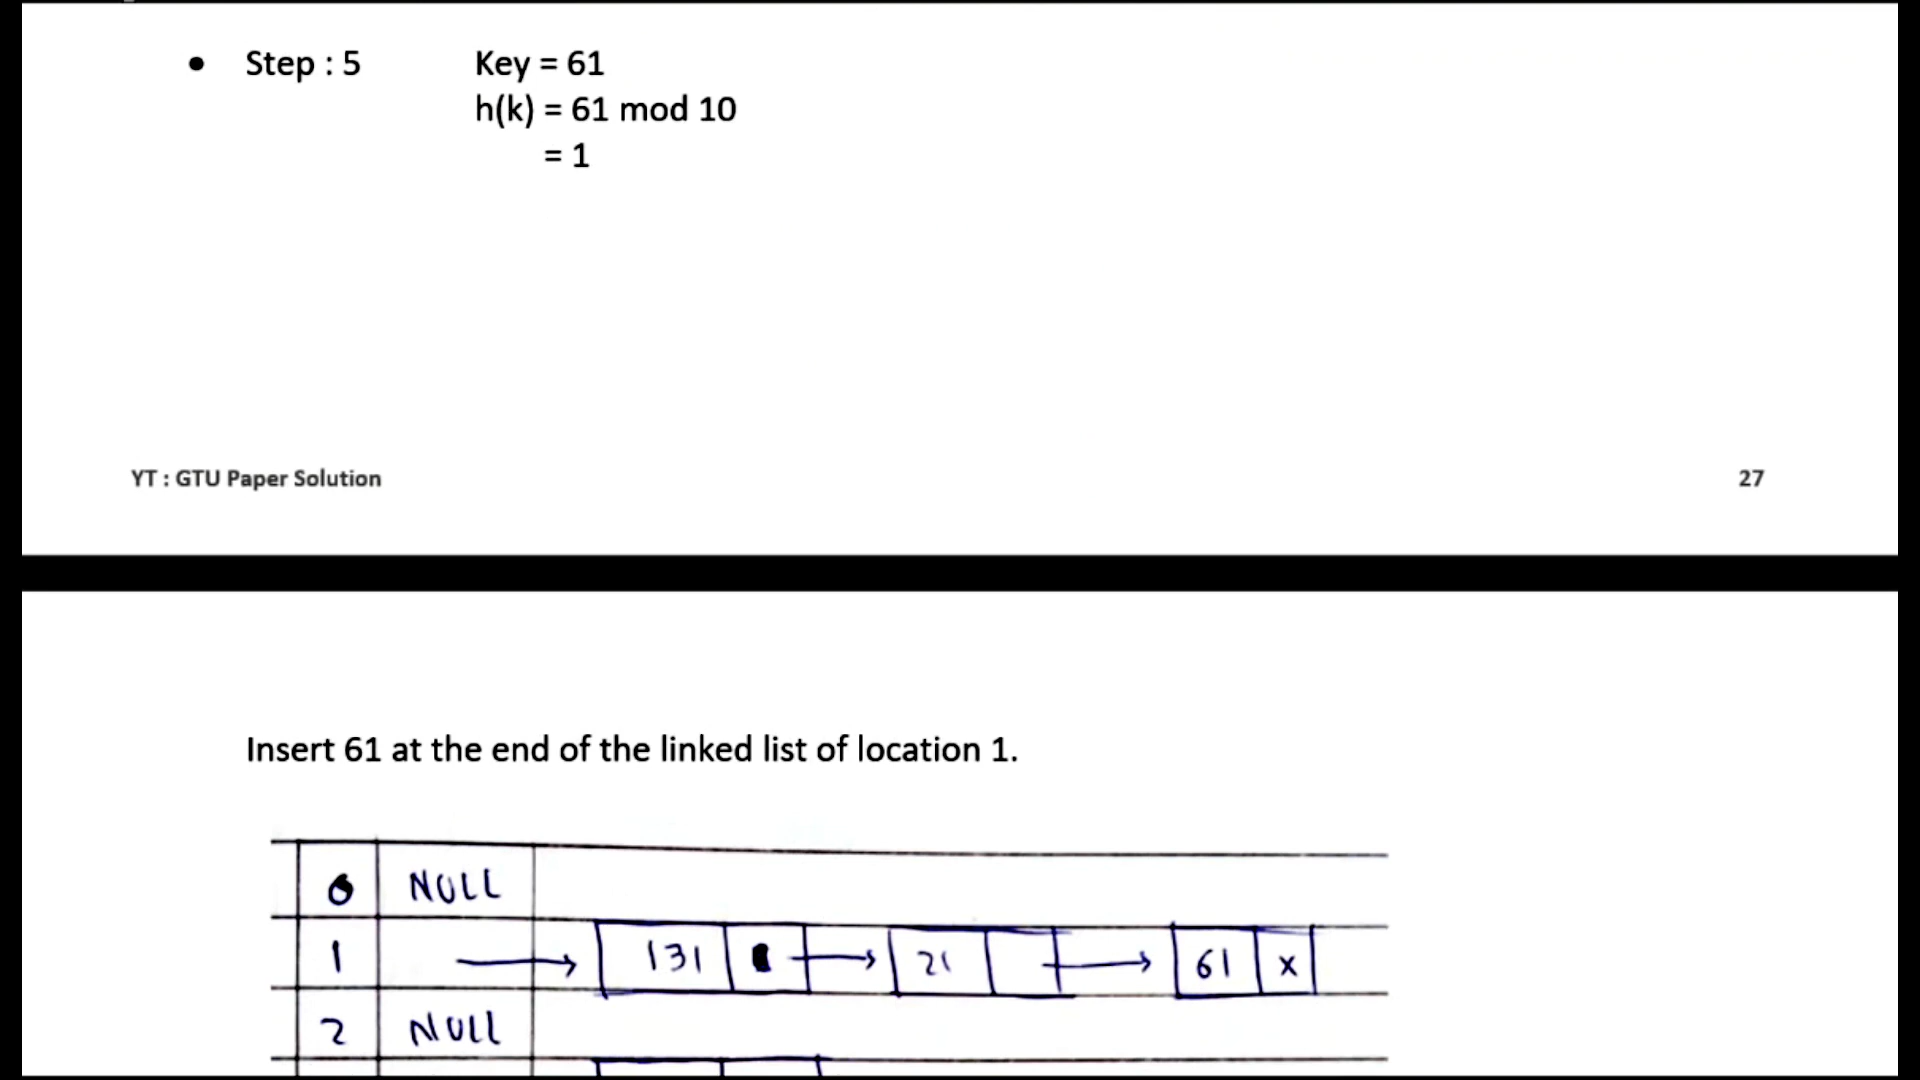 • Step : 5 Key = 61
h(k) = 61 mod 10
= 1
YT : GTU Paper Solution 27
Insert 61 at the end of the linked list of location 1.
0 NULL
1 131 21 61 x
2 NULL